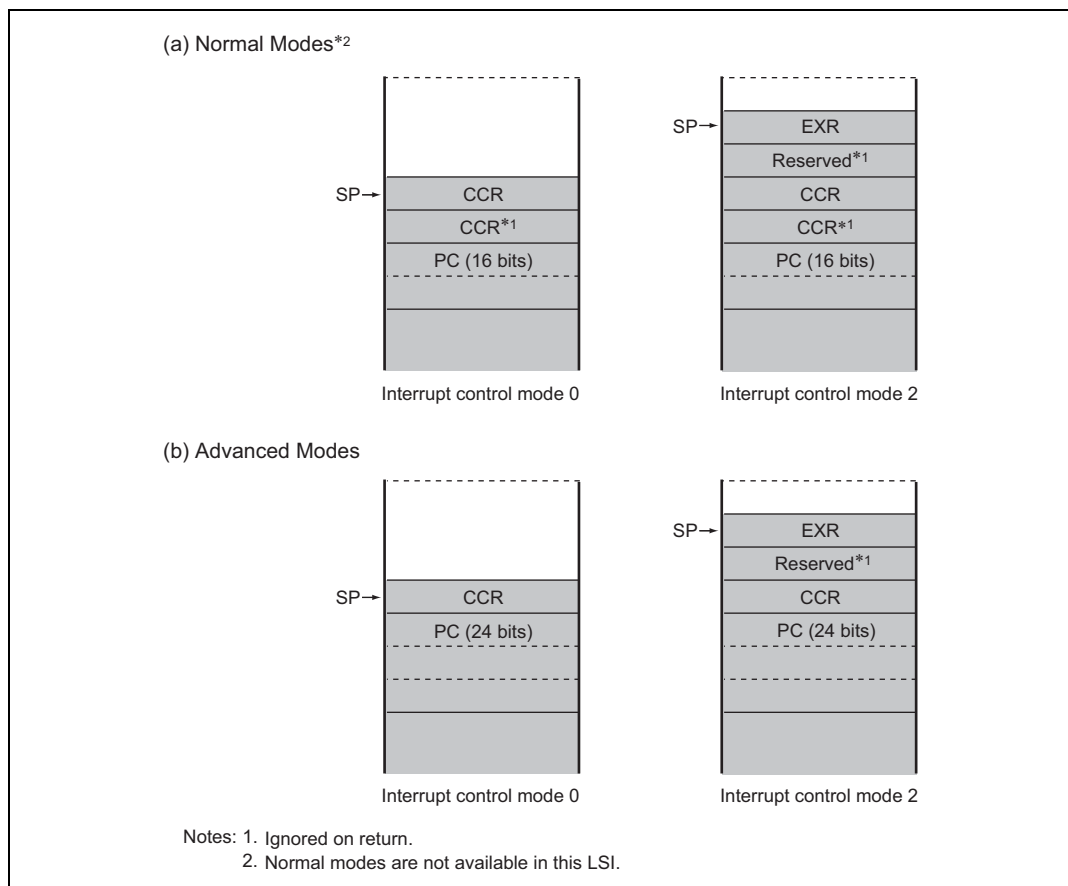 (a) Normal Modes*2
SP→ EXR
Reserved*1
SP→ CCR CCR
CCR*1 CCR*1
PC (16 bits) PC (16 bits)
Interrupt control mode 0 Interrupt control mode 2
(b) Advanced Modes
SP→ EXR
Reserved*1
SP→ CCR CCR
PC (24 bits) PC (24 bits)
Interrupt control mode 0 Interrupt control mode 2
Notes: 1. Ignored on return.
2. Normal modes are not available in this LSI.